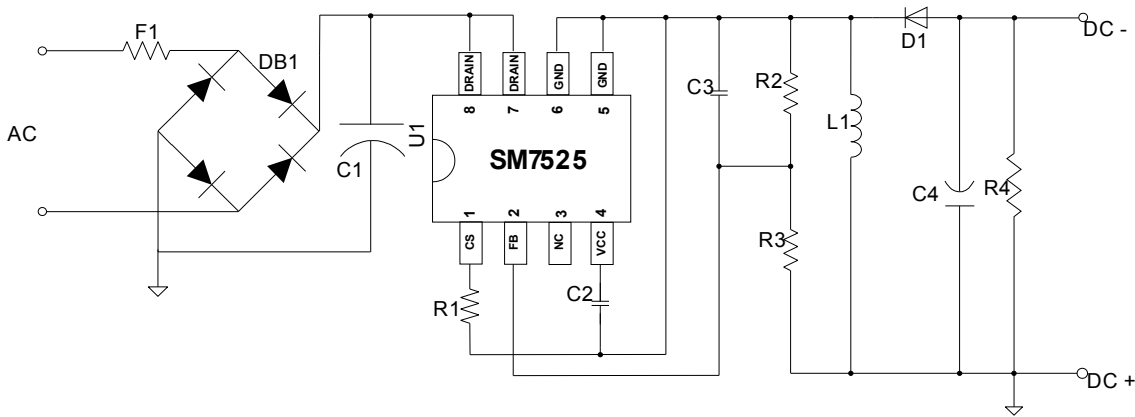 F1
DB1
AC
C1
U1
DRAIN
DRAIN
GND
GND
8
7
6
5
SM7525
1
2
3
4
CS
FB
NC
VCC
R1
C2
C3
R2
R3
L1
D1
C4
R4
DC -
DC +